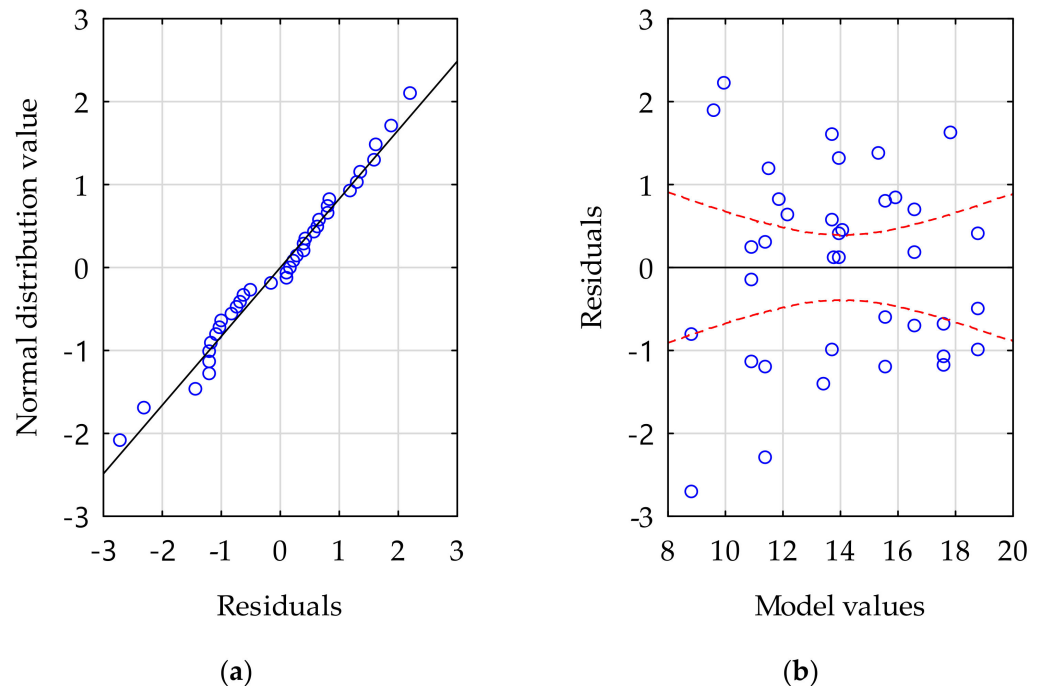 3
2
1
0
-1
-2
-3
-3 -2 -1 0 1 2 3
Normal distribution value
Residuals
(a)
3
2
1
0
-1
-2
-3
8 10 12 14 16 18 20
Residuals
Model values
(b)